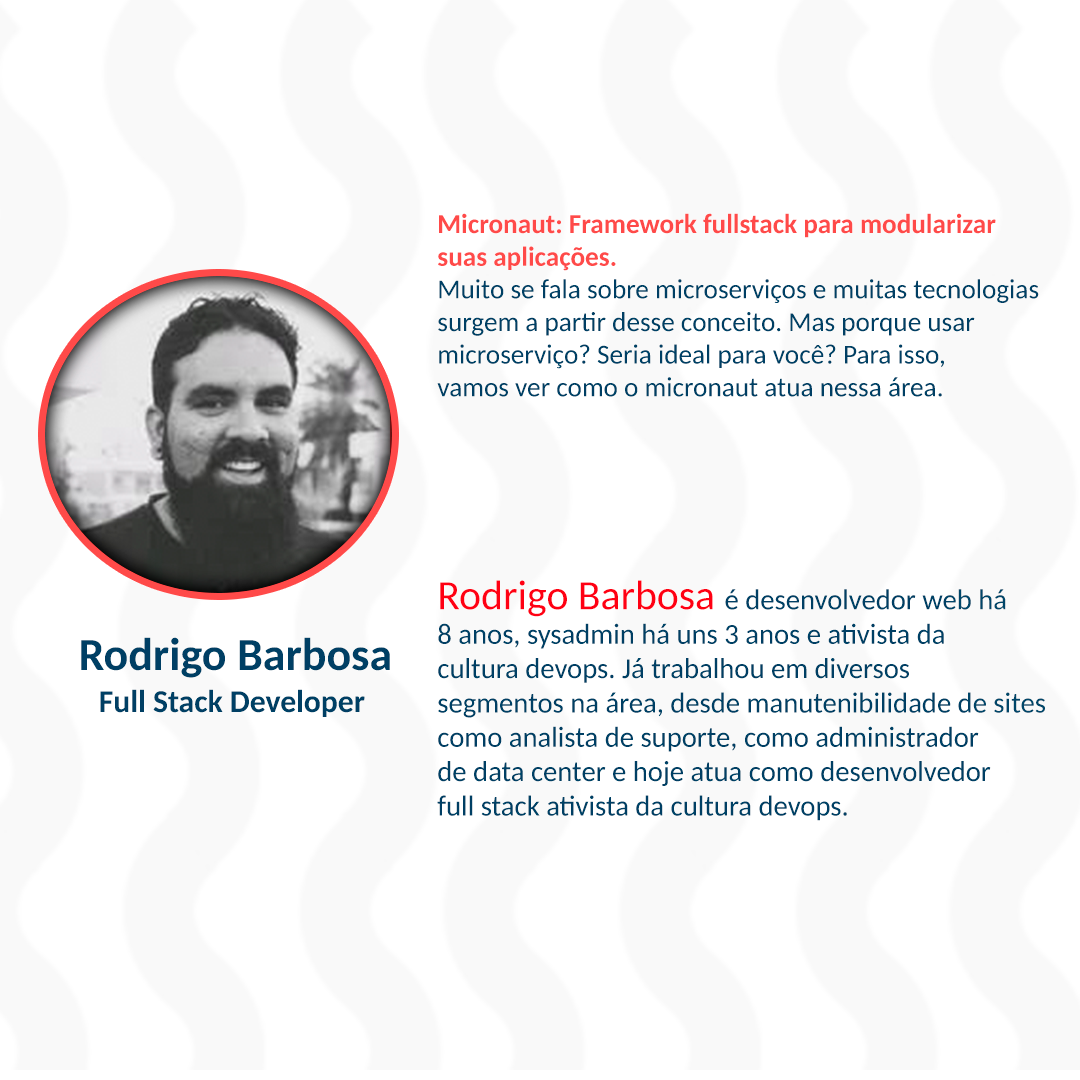 Micronaut: Framework fullstack para modularizar
suas aplicações.
Muito se fala sobre microserviços e muitas tecnologias
surgem a partir desse conceito. Mas porque usar
microserviço? Seria ideal para você? Para isso,
vamos ver como o micronaut atua nessa área.
Rodrigo Barbosa
Full Stack Developer
Rodrigo Barbosa é desenvolvedor web há
8 anos, sysadmin há uns 3 anos e ativista da
cultura devops. Já trabalhou em diversos
segmentos na área, desde manutenibilidade de sites
como analista de suporte, como administrador
de data center e hoje atua como desenvolvedor
full stack ativista da cultura devops.